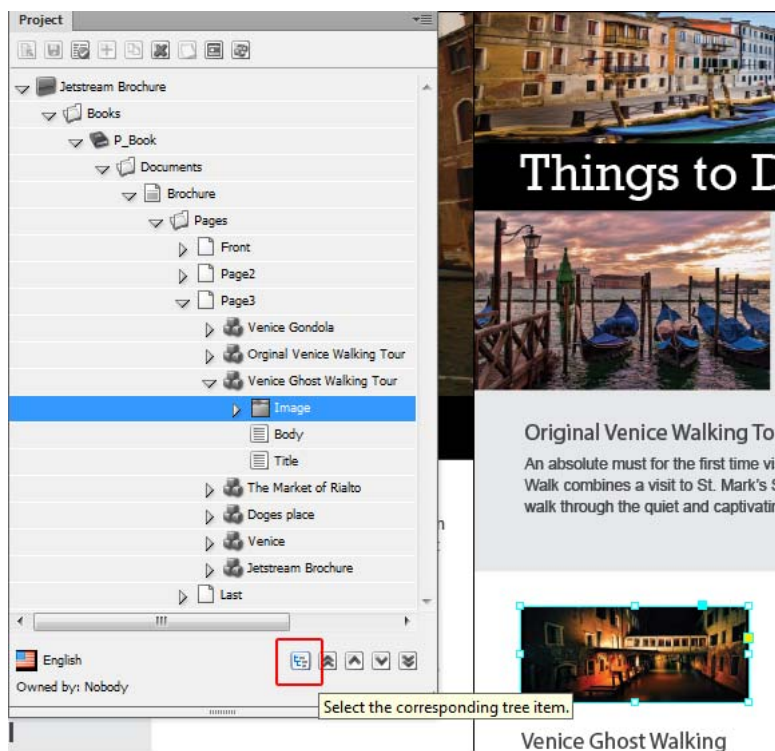 Project
Jetstream Brochure
Books
P_Book
Documents
Brochure
Pages
Front
Page2
Page3
Venice Gondola
Orginal Venice Walking Tour
Venice Ghost Walking Tour
Image
Body
Title
The Market of Rialto
Doges place
Venice
Jetstream Brochure
Last
English
Owned by: Nobody
Select the corresponding tree item.
Things to D
Original Venice Walking To
An absolute must for the first time vi
Walk combines a visit to St. Mark's S
walk through the quiet and captivatin
Venice Ghost Walking